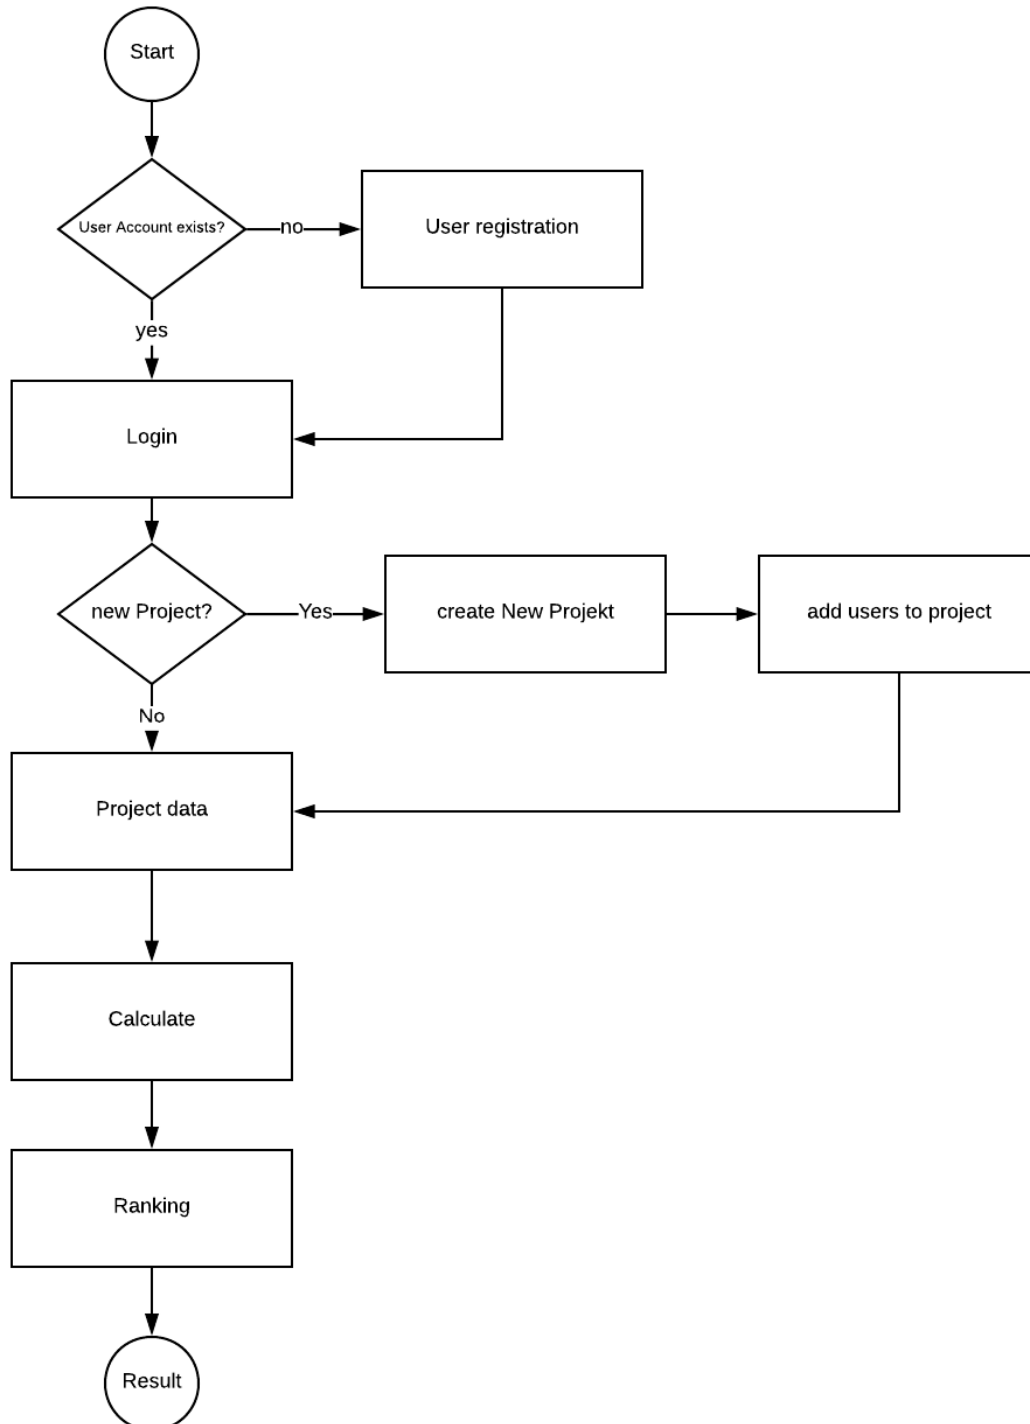 Start
User Account exists?
no
User registration
yes
Login
new Project?
Yes
create New Projekt
add users to project
No
Project data
Calculate
Ranking
Result